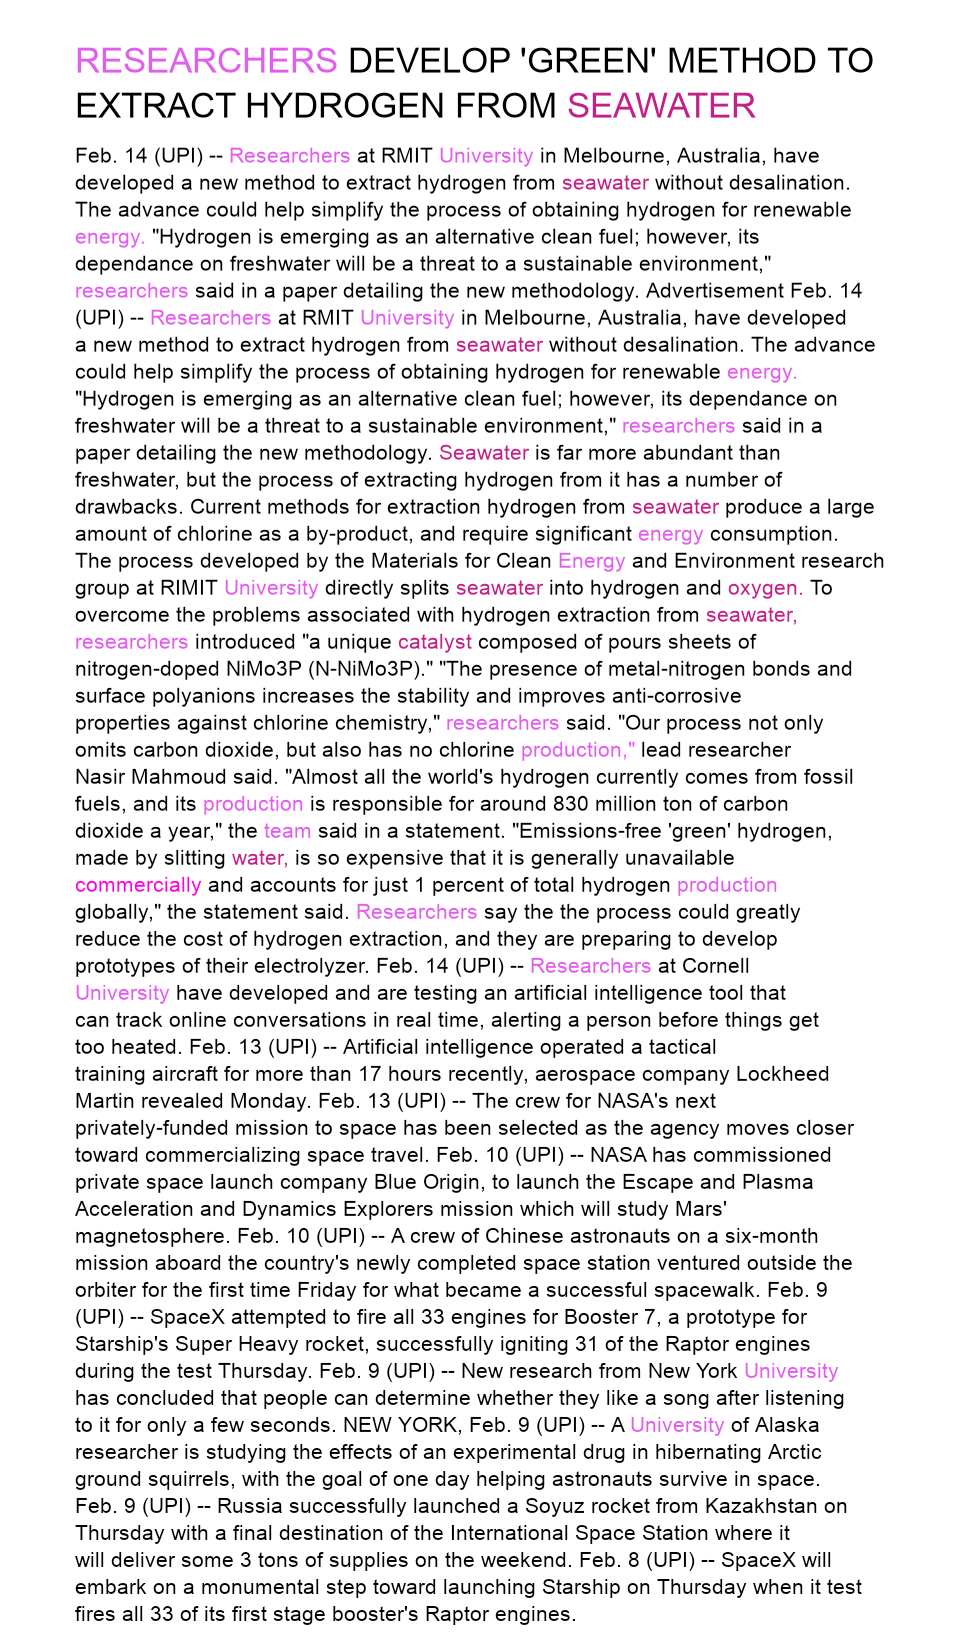 RESEARCHERS DEVELOP 'GREEN' METHOD TO
EXTRACT HYDROGEN FROM SEAWATER
Feb. 14 (UPI) -- Researchers at RMIT University in Melbourne, Australia, have
developed a new method to extract hydrogen from seawater without desalination.
The advance could help simplify the process of obtaining hydrogen for renewable
energy. "Hydrogen is emerging as an alternative clean fuel; however, its
dependance on freshwater will be a threat to a sustainable environment,"
researchers said in a paper detailing the new methodology. Advertisement Feb. 14
(UPI) -- Researchers at RMIT University in Melbourne, Australia, have developed
a new method to extract hydrogen from seawater without desalination. The advance
could help simplify the process of obtaining hydrogen for renewable energy.
"Hydrogen is emerging as an alternative clean fuel; however, its dependance on
freshwater will be a threat to a sustainable environment," researchers said in a
paper detailing the new methodology. Seawater is far more abundant than
freshwater, but the process of extracting hydrogen from it has a number of
drawbacks. Current methods for extraction hydrogen from seawater produce a large
amount of chlorine as a by-product, and require significant energy consumption.
The process developed by the Materials for Clean Energy and Environment research
group at RIMIT University directly splits seawater into hydrogen and oxygen. To
overcome the problems associated with hydrogen extraction from seawater,
researchers introduced "a unique catalyst composed of pours sheets of
nitrogen-doped NiMo3P (N-NiMo3P)." "The presence of metal-nitrogen bonds and
surface polyanions increases the stability and improves anti-corrosive
properties against chlorine chemistry," researchers said. "Our process not only
omits carbon dioxide, but also has no chlorine production," lead researcher
Nasir Mahmoud said. "Almost all the world's hydrogen currently comes from fossil
fuels, and its production is responsible for around 830 million ton of carbon
dioxide a year," the team said in a statement. "Emissions-free 'green' hydrogen,
made by slitting water, is so expensive that it is generally unavailable
commercially and accounts for just 1 percent of total hydrogen production
globally," the statement said. Researchers say the the process could greatly
reduce the cost of hydrogen extraction, and they are preparing to develop
prototypes of their electrolyzer. Feb. 14 (UPI) -- Researchers at Cornell
University have developed and are testing an artificial intelligence tool that
can track online conversations in real time, alerting a person before things get
too heated. Feb. 13 (UPI) -- Artificial intelligence operated a tactical
training aircraft for more than 17 hours recently, aerospace company Lockheed
Martin revealed Monday. Feb. 13 (UPI) -- The crew for NASA's next
privately-funded mission to space has been selected as the agency moves closer
toward commercializing space travel. Feb. 10 (UPI) -- NASA has commissioned
private space launch company Blue Origin, to launch the Escape and Plasma
Acceleration and Dynamics Explorers mission which will study Mars'
magnetosphere. Feb. 10 (UPI) -- A crew of Chinese astronauts on a six-month
mission aboard the country's newly completed space station ventured outside the
orbiter for the first time Friday for what became a successful spacewalk. Feb. 9
(UPI) -- SpaceX attempted to fire all 33 engines for Booster 7, a prototype for
Starship's Super Heavy rocket, successfully igniting 31 of the Raptor engines
during the test Thursday. Feb. 9 (UPI) -- New research from New York University
has concluded that people can determine whether they like a song after listening
to it for only a few seconds. NEW YORK, Feb. 9 (UPI) -- A University of Alaska
researcher is studying the effects of an experimental drug in hibernating Arctic
ground squirrels, with the goal of one day helping astronauts survive in space.
Feb. 9 (UPI) -- Russia successfully launched a Soyuz rocket from Kazakhstan on
Thursday with a final destination of the International Space Station where it
will deliver some 3 tons of supplies on the weekend. Feb. 8 (UPI) -- SpaceX will
embark on a monumental step toward launching Starship on Thursday when it test
fires all 33 of its first stage booster's Raptor engines.